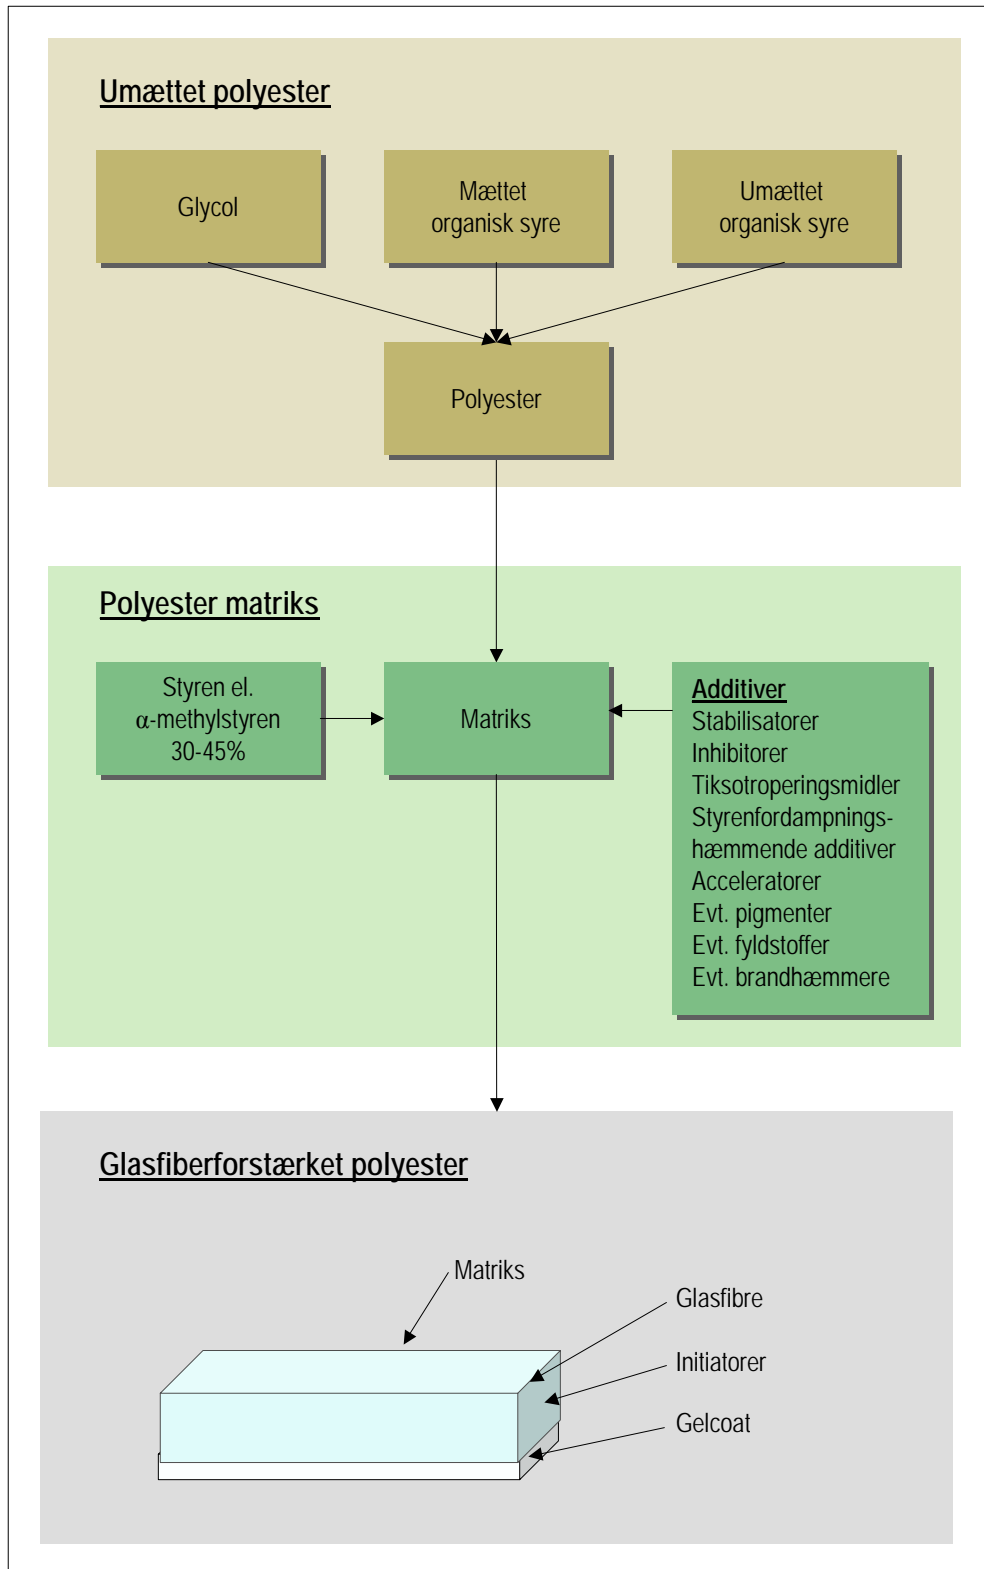 Umættet polyester
Glycol
Mættet
organisk syre
Umættet
organisk syre
Polyester
Polyester matriks
Styren el.
α-methylstyren
30-45%
Matriks
Additiver
Stabilisatorer
Inhibitorer
Tiksotroperingsmidler
Styrenfordampnings-
hæmmende additiver
Acceleratorer
Evt. pigmenter
Evt. fyldstoffer
Evt. brandhæmmere
Glasfiberforstærket polyester
Matriks
Glasfibre
Initiatorer
Gelcoat